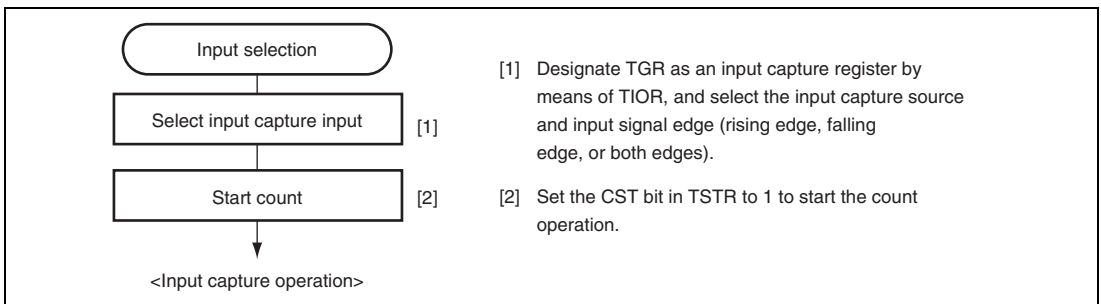 Input selection
Select input capture input
[1]
Start count
[2]
<Input capture operation>
[1] Designate TGR as an input capture register by
means of TIOR, and select the input capture source
and input signal edge (rising edge, falling
edge, or both edges).
[2] Set the CST bit in TSTR to 1 to start the count
operation.